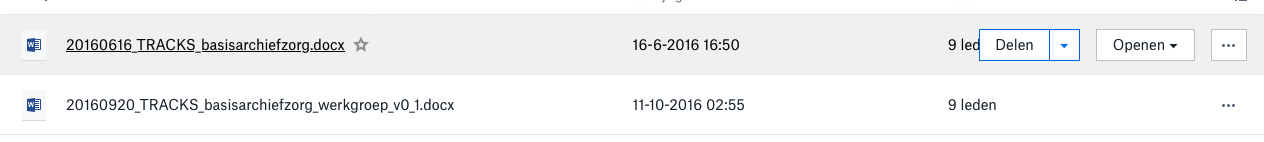 20160616_TRACKS_basisarchiefzorg.docx 16-6-2016 16:50 9 led Delen Openen
20160920_TRACKS_basisarchiefzorg_werkgroep_v0_1.docx 11-10-2016 02:55 9 leden